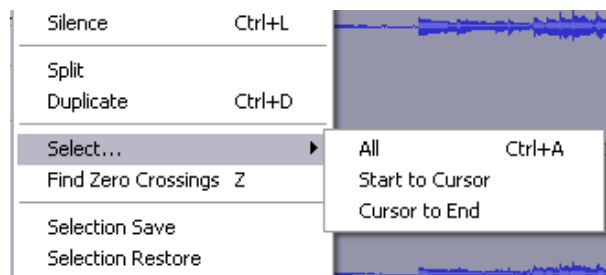 Silence Ctrl+L
Split
Duplicate Ctrl+D
Select...
Find Zero Crossings Z
Selection Save
Selection Restore
All Ctrl+A
Start to Cursor
Cursor to End